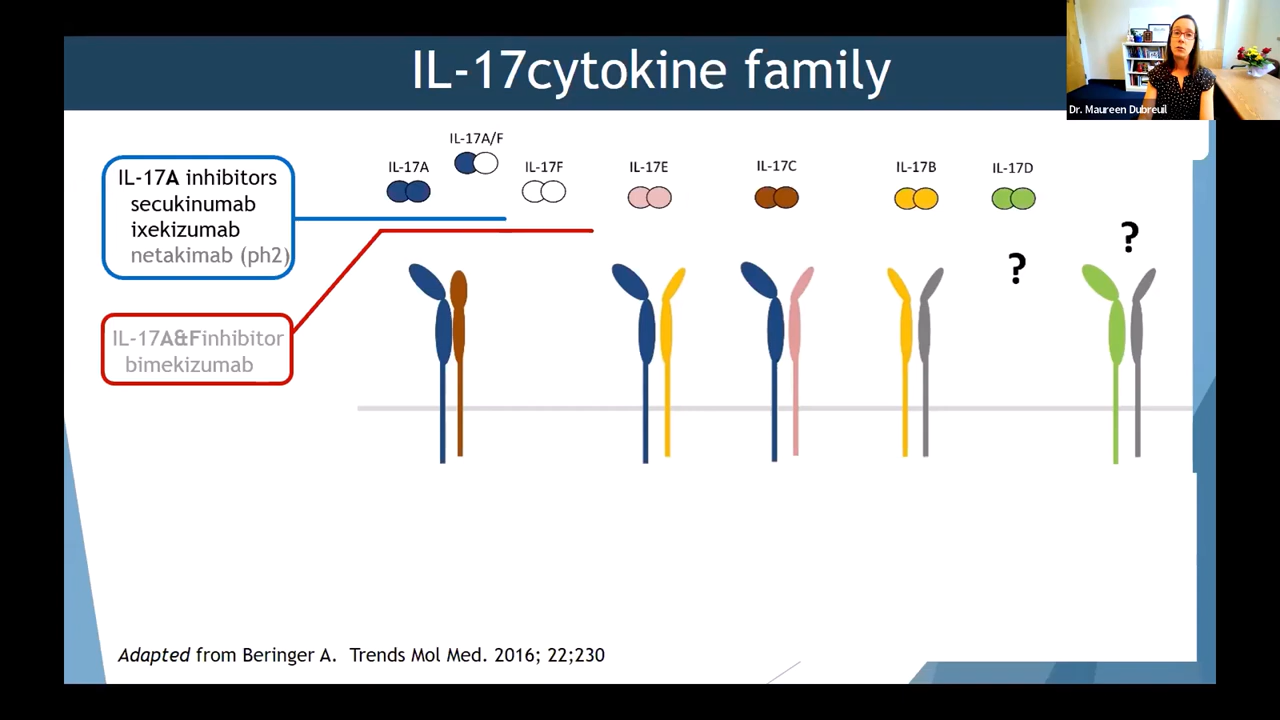 IL-17cytokine family
Dr. Maureen Dubreuil
IL-17A/F
IL-17A
IL-17F
IL-17E
IL-17C
IL-17B
IL-17D
IL-17A inhibitors
secukinumab
ixekizumab
netakimab (ph2)
?
?
IL-17A&Finhibitor
bimekizumab
Adapted from Beringer A. Trends Mol Med. 2016; 22;230